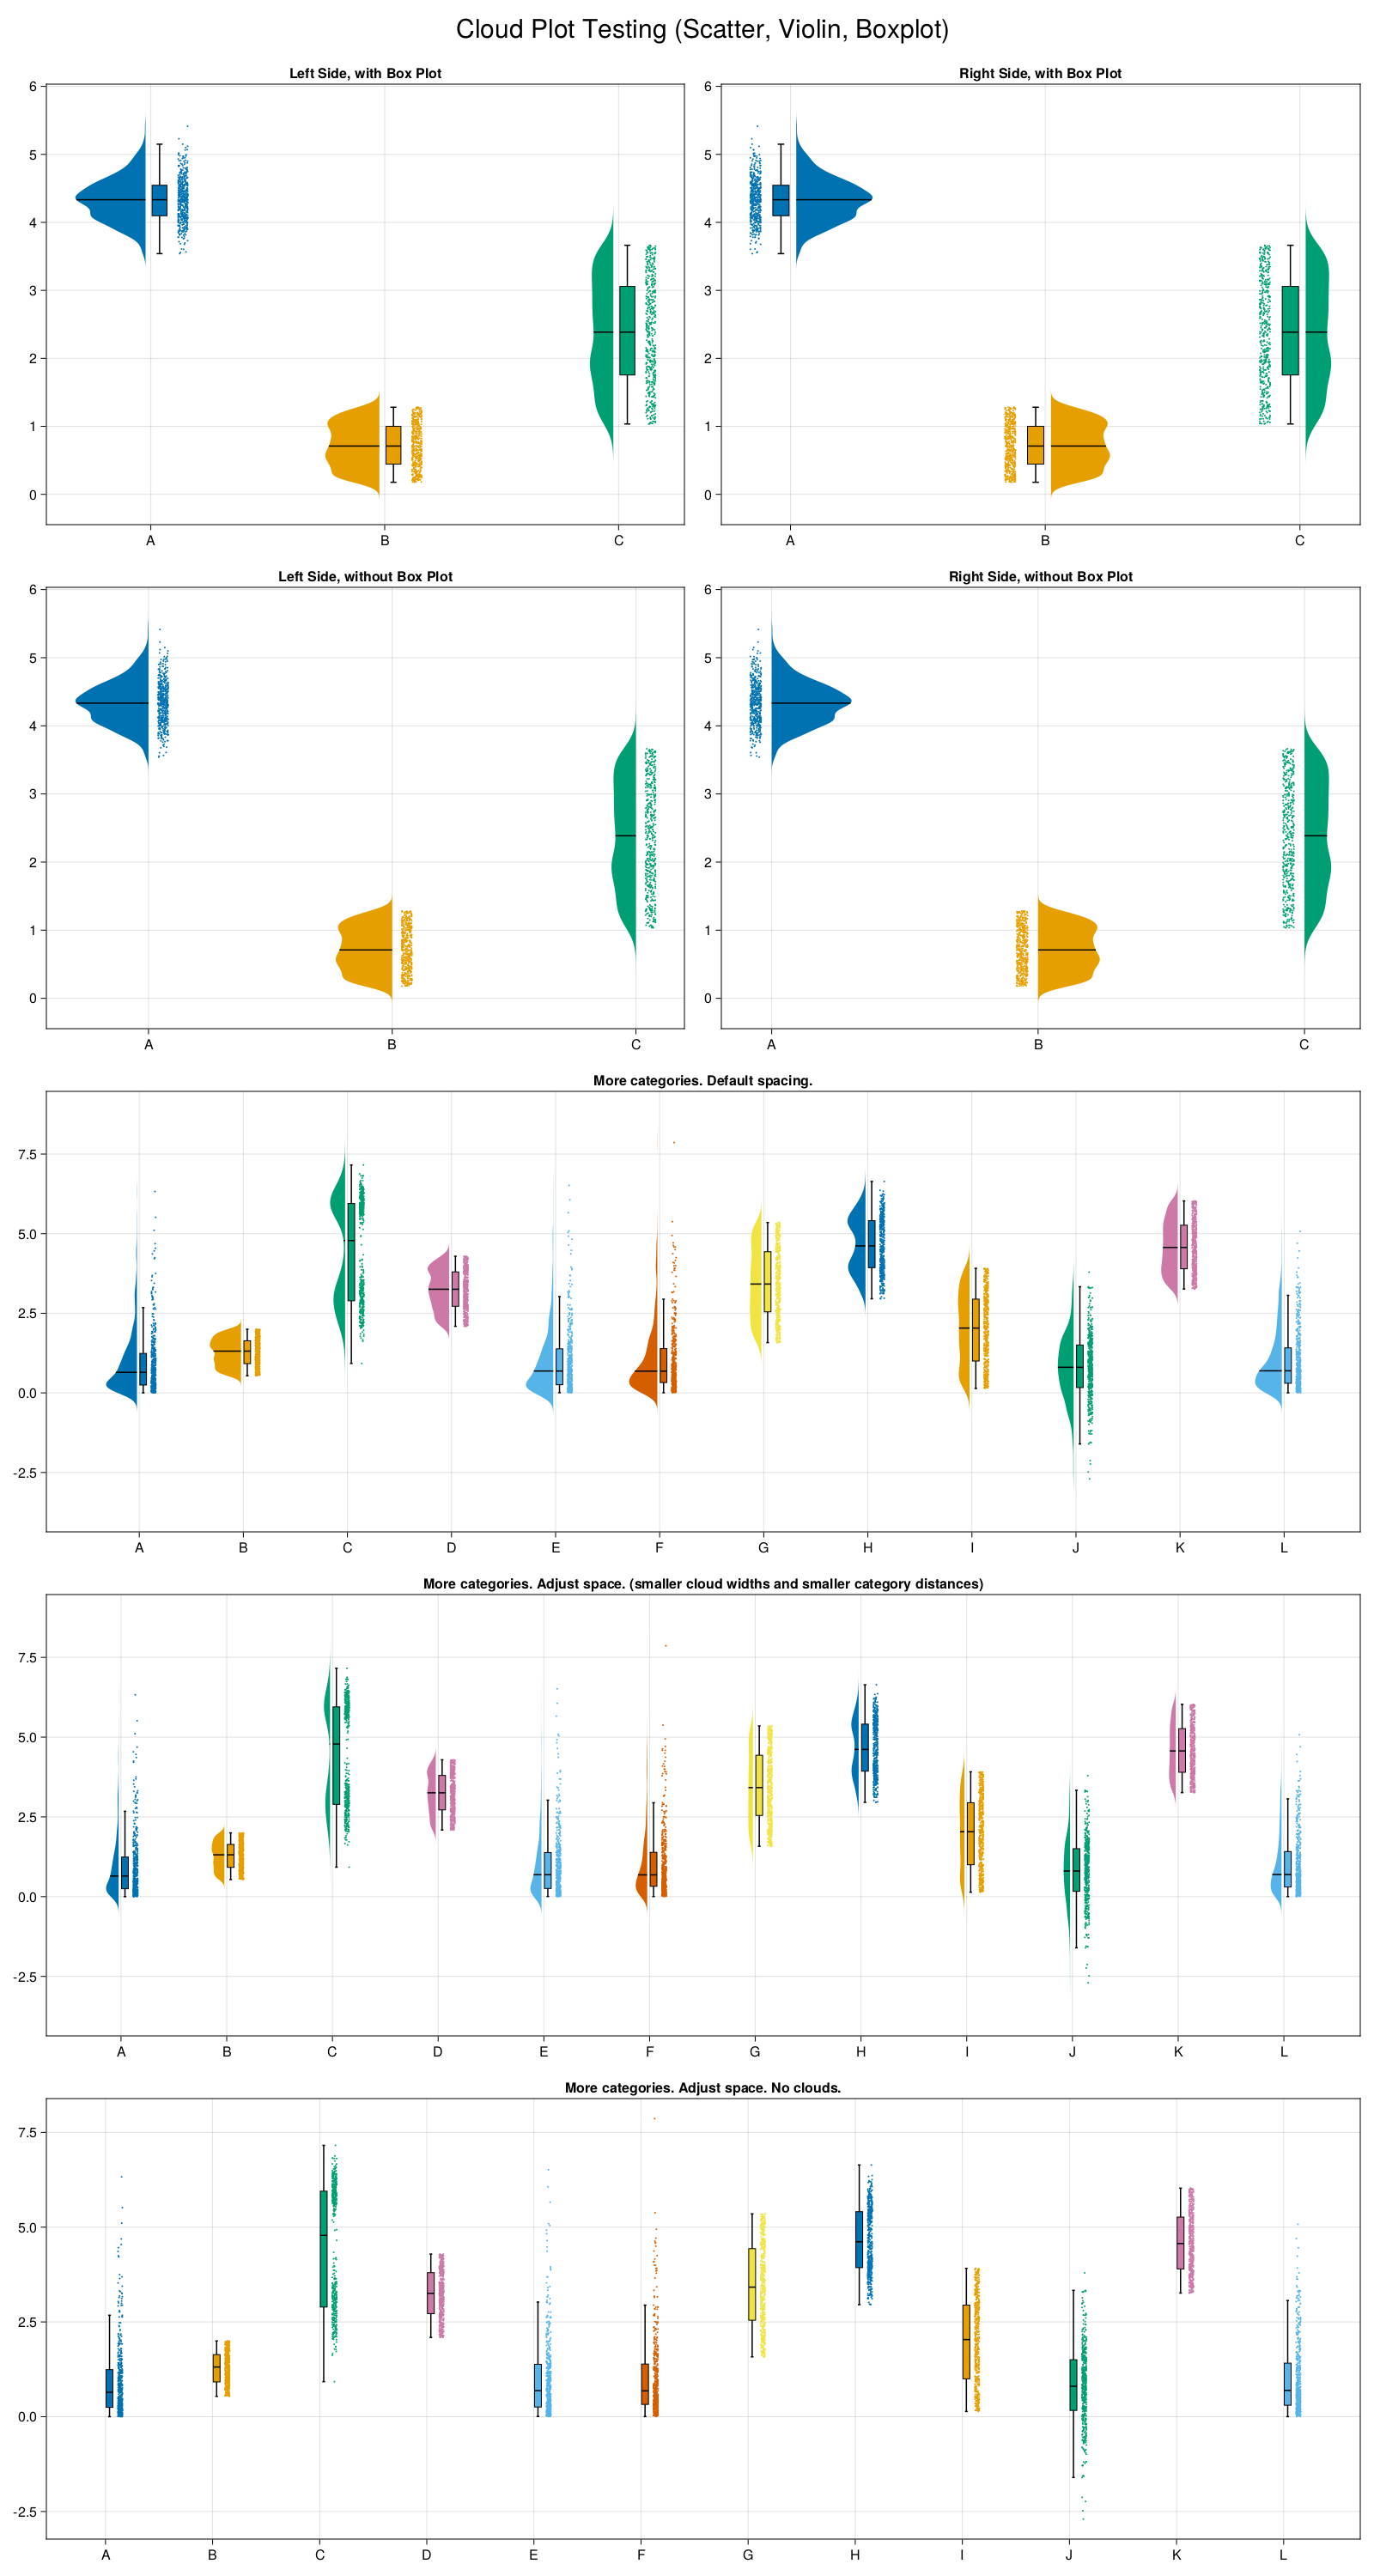 Cloud Plot Testing (Scatter, Violin, Boxplot)
Left Side, with Box Plot
6
5
4
3
2
1
0
A B C
Right Side, with Box Plot
6
5
4
3
2
1
0
A B C
Left Side, without Box Plot
6
5
4
3
2
1
0
A B C
Right Side, without Box Plot
6
5
4
3
2
1
0
A B C
More categories. Default spacing.
7.5
5.0
2.5
0.0
-2.5
A B C D E F G H I J K L
More categories. Adjust space. (smaller cloud widths and smaller category distances)
7.5
5.0
2.5
0.0
-2.5
A B C D E F G H I J K L
More categories. Adjust space. No clouds.
7.5
5.0
2.5
0.0
-2.5
A B C D E F G H I J K L